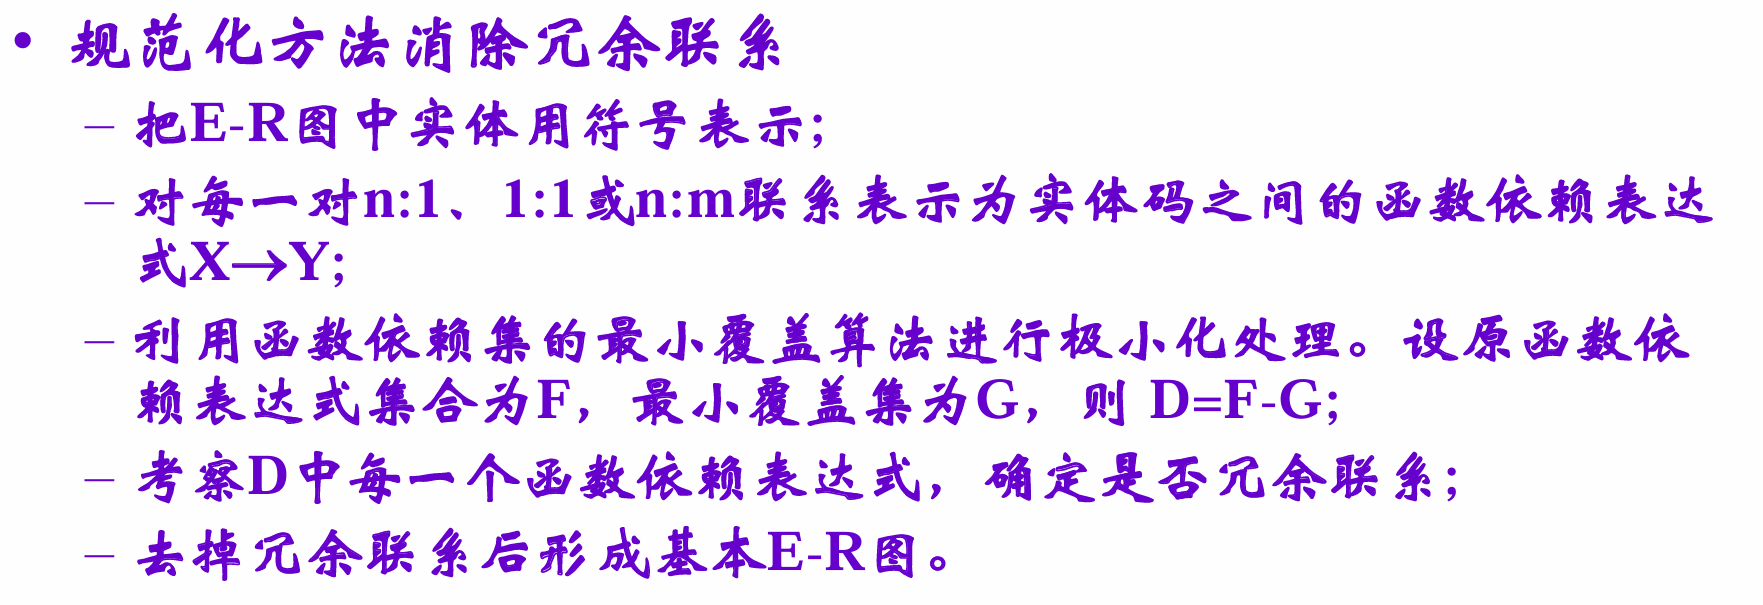 • 规范化方法消除冗余联系
– 把E-R图中实体用符号表示;
– 对每一对n:1、1:1或n:m联系表示为实体码之间的函数依赖表达
式X→Y;
– 利用函数依赖集的最小覆盖算法进行极小化处理。设原函数依
赖表达式集合为F，最小覆盖集为G，则 D=F-G;
– 考察D中每一个函数依赖表达式，确定是否冗余联系;
– 去掉冗余联系后形成基本E-R图。